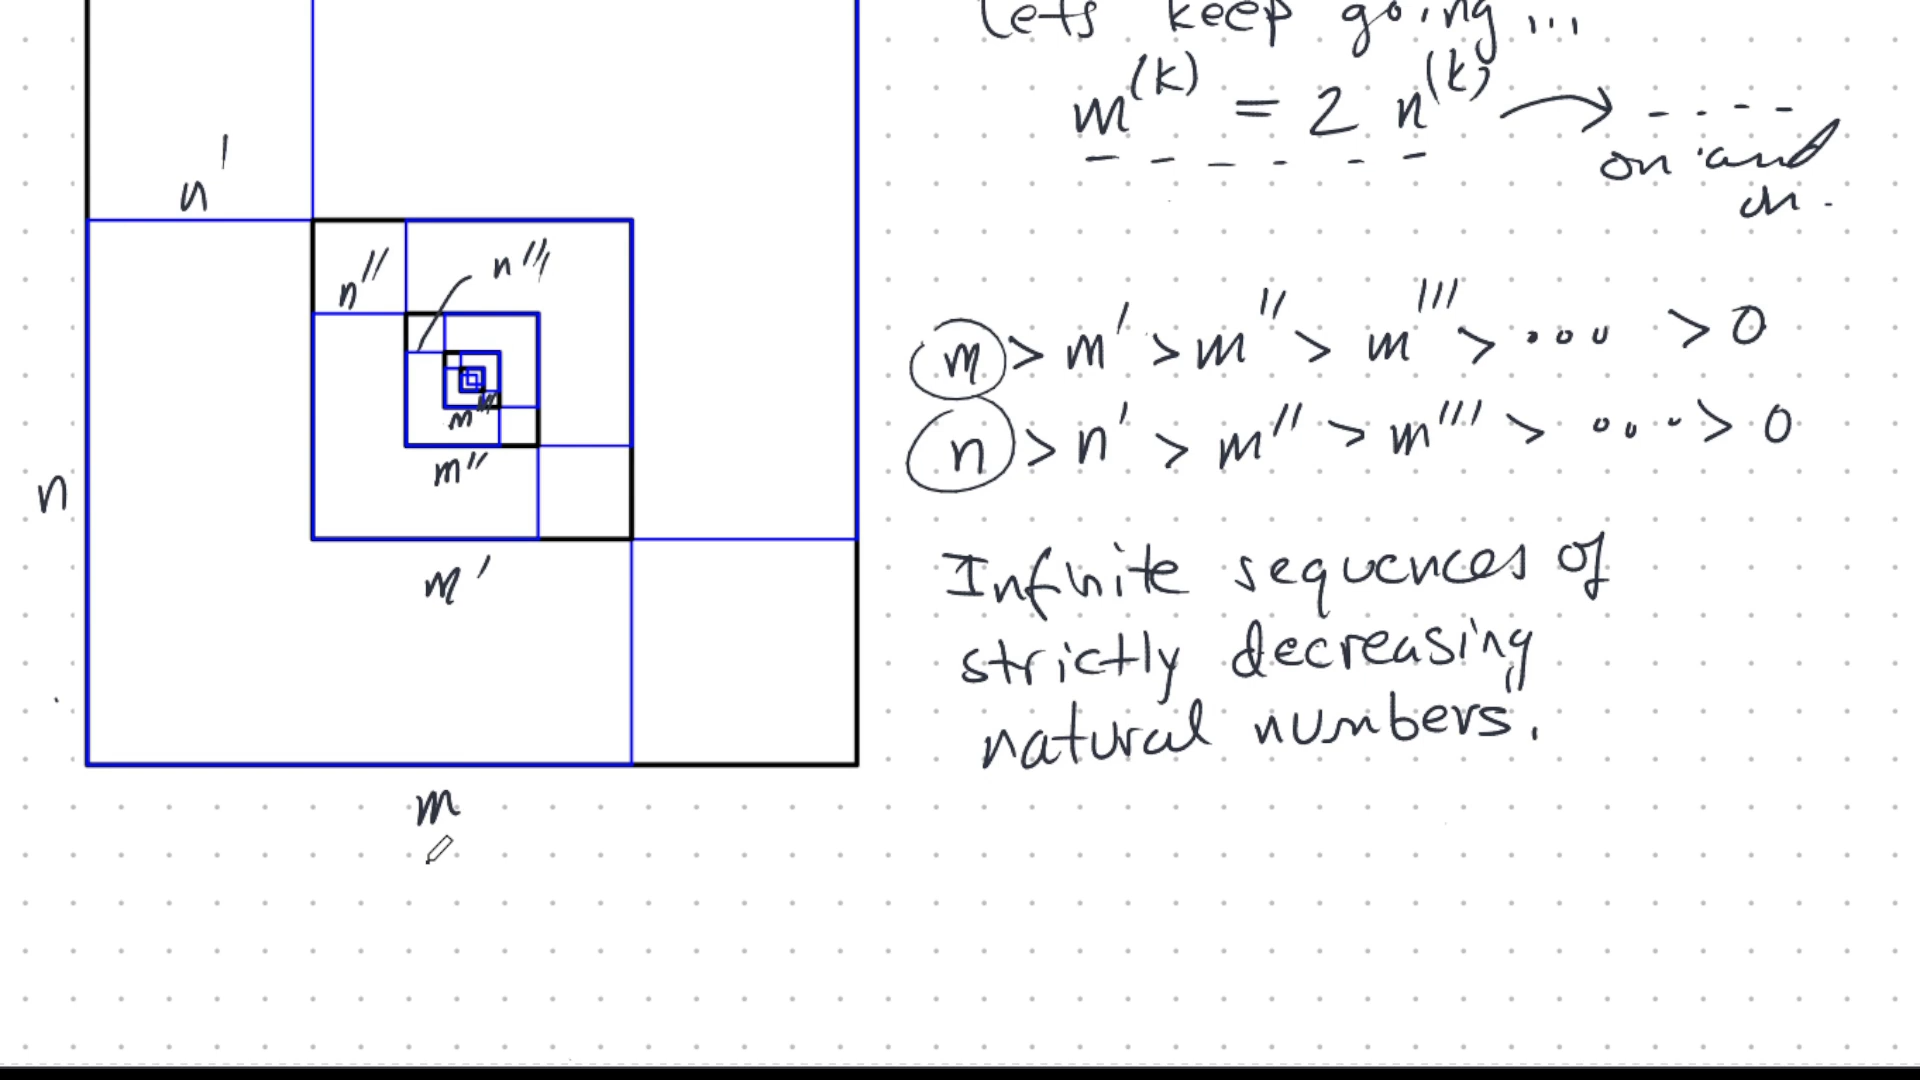 lets keep going ...
m^(k) = 2 n^(k) → - - - -
on and
on.
n'
n''
n'''
m > m' > m'' > m''' > ... > 0
m'''
n > n' > m'' > m''' > .... > 0
m''
n
m'
Infinite sequences of
strictly decreasing
natural numbers.
m